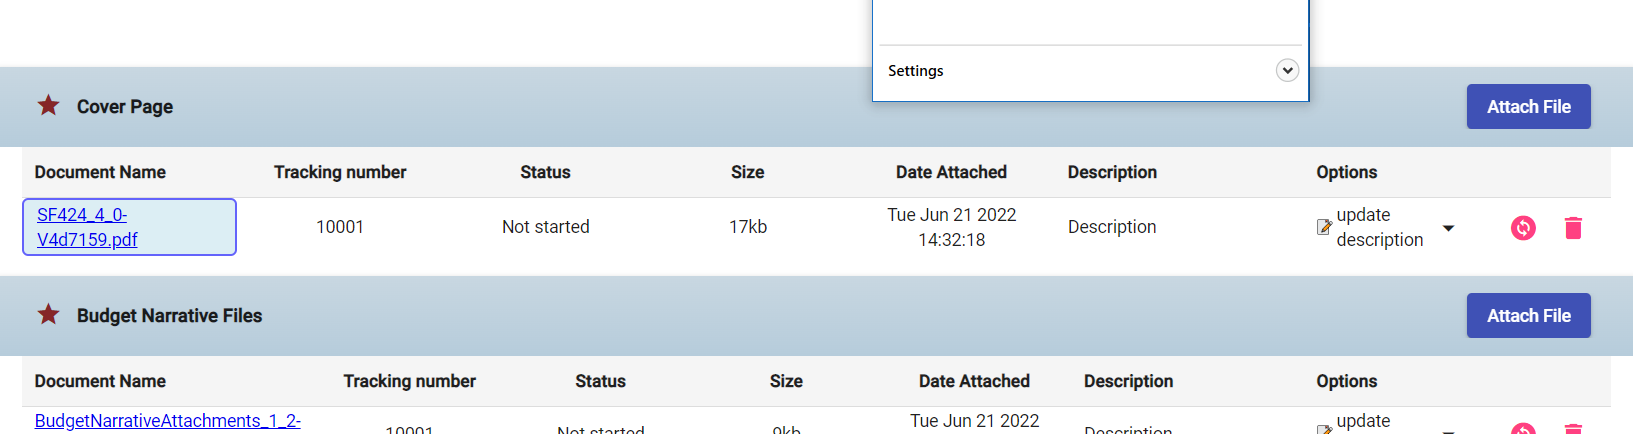 Settings
Cover Page
Attach File
Document Name Tracking number Status Size Date Attached Description Options
SF424_4_0-
V4d7159.pdf
10001
Not started
17kb
Tue Jun 21 2022
14:32:18
Description
update
description
Budget Narrative Files
Attach File
Document Name Tracking number Status Size Date Attached Description Options
BudgetNarrativeAttachments_1_2-
10001
Not started
9kb
Tue Jun 21 2022
Description
update